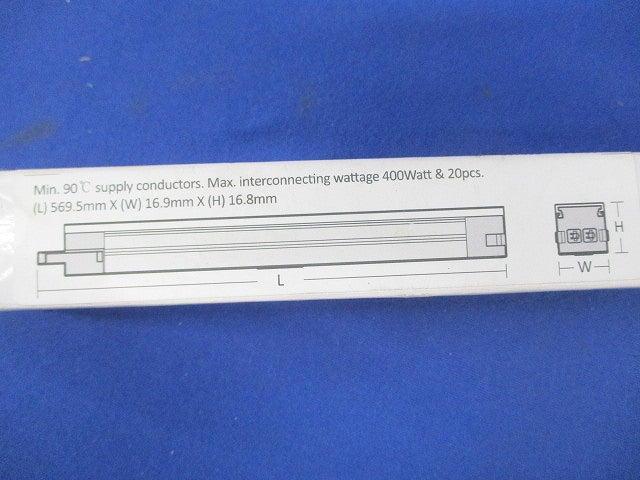 Min. 90℃ supply conductors. Max. interconnecting wattage 400Watt & 20pcs.
(L) 569.5mm X (W) 16.9mm X (H) 16.8mm
H
W
L